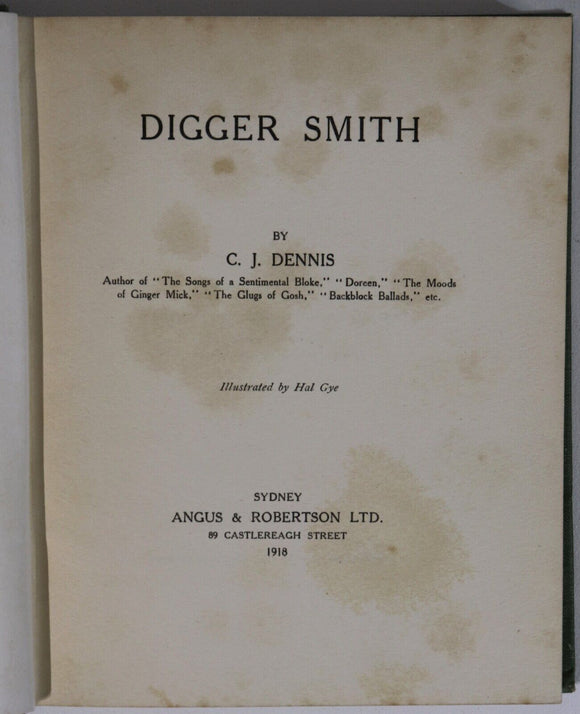 DIGGER SMITH
BY
C. J. DENNIS
Author of "The Songs of a Sentimental Bloke," "Doreen," "The Moods
of Ginger Mick," "The Glugs of Gosh," "Backblock Ballads," etc.
Illustrated by Hal Gye
SYDNEY
ANGUS & ROBERTSON LTD.
89 CASTLEREAGH STREET
1918